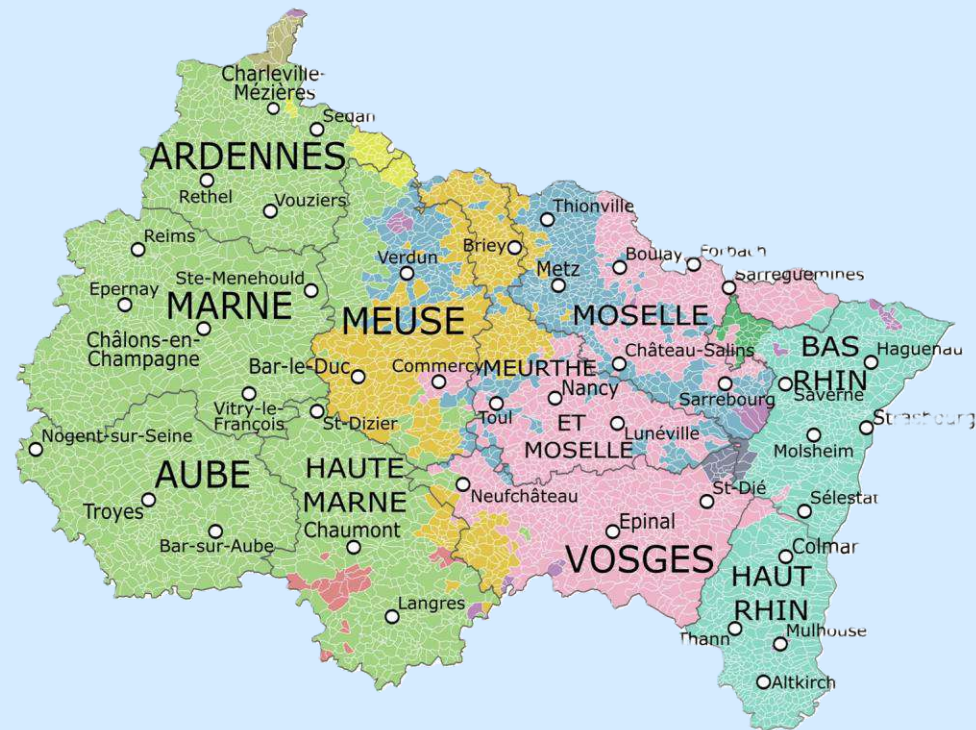 Charleville-
Mézières
Sedan
ARDENNES
Rethel
Vouziers
Reims
Thionville
Briey
Boulay
Forbach
Verdun
Metz
Sarreguemines
Ste-Menehould
Epernay
MARNE
MEUSE
MOSELLE
Châlons-en-
Champagne
BAS
RHIN
Haguenau
Bar-le-Duc
Commercy
MEURTHE
ET
MOSELLE
Château-Salins
Nancy
Sarrebourg
Saverne
Vitry-le-
François
St-Dizier
Toul
Lunéville
Strasbourg
Nogent-sur-Seine
Molsheim
AUBE
HAUTE
MARNE
Neufchâteau
St-Dié
Sélestat
Troyes
Chaumont
Epinal
Bar-sur-Aube
VOSGES
Colmar
HAUT
RHIN
Langres
Thann
Mulhouse
Altkirch